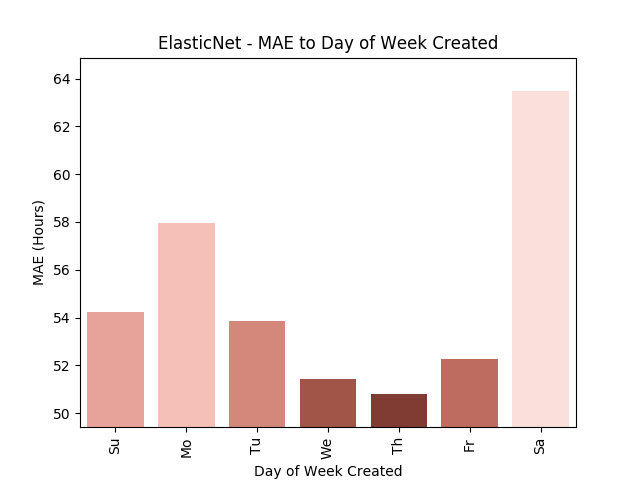 ElasticNet - MAE to Day of Week Created
MAE (Hours)
64
62
60
58
56
54
52
50
Su
Mo
Tu
We
Th
Fr
Sa
Day of Week Created